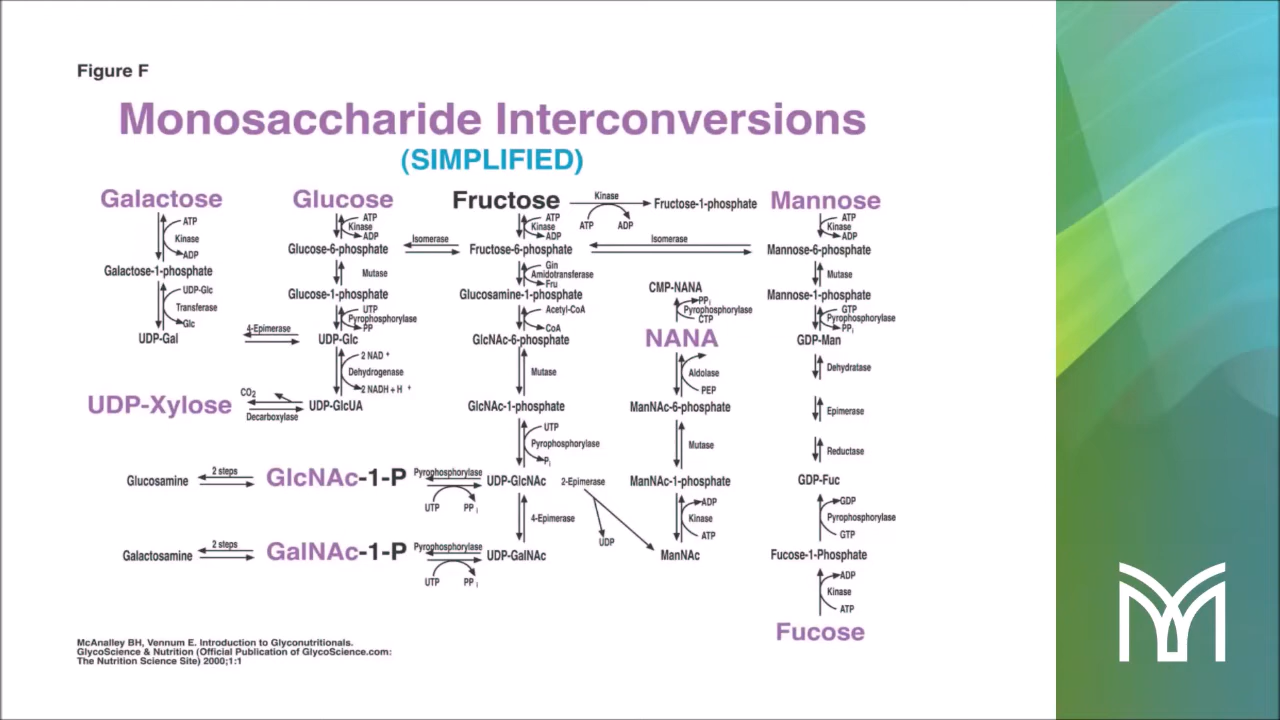 Figure F
Monosaccharide Interconversions
(SIMPLIFIED)
Galactose
ATP
Kinase
ADP
Galactose-1-phosphate
UDP-Glc
Transferase
Glc
UDP-Gal
4-Epimerase
Glucose
ATP
Kinase
ADP
Glucose-6-phosphate
Isomerase
Mutase
Glucose-1-phosphate
UTP
Pyrophosphorylase
PP
UDP-Glc
2 NAD +
Dehydrogenase
2 NADH + H +
UDP-GlcUA
CO2
Decarboxylase
UDP-Xylose
Fructose
Kinase
ATP
ADP
Fructose-1-phosphate
ATP
Kinase
ADP
Fructose-6-phosphate
Isomerase
Gin
Amidotransferase
Fru
Glucosamine-1-phosphate
Acetyl-CoA
CoA
GlcNAc-6-phosphate
Mutase
GlcNAc-1-phosphate
UTP
Pyrophosphorylase
Pi
UDP-GlcNAc
4-Epimerase
UDP-GalNAc
Glucosamine
2 steps
GlcNAc-1-P
Pyrophosphorylase
UTP
PPi
Galactosamine
2 steps
GalNAc-1-P
Pyrophosphorylase
UTP
PPi
2-Epimerase
UDP
CMP-NANA
PPi
Pyrophosphorylase
CTP
NANA
Aldolase
PEP
ManNAc-6-phosphate
Mutase
ManNAc-1-phosphate
ADP
Kinase
ATP
ManNAc
Mannose
ATP
Kinase
ADP
Mannose-6-phosphate
Mutase
Mannose-1-phosphate
GTP
Pyrophosphorylase
PPi
GDP-Man
Dehydratase
Epimerase
Reductase
GDP-Fuc
GDP
Pyrophosphorylase
GTP
Fucose-1-Phosphate
ADP
Kinase
ATP
Fucose
McAnalley BH, Vennum E. Introduction to Glyconutritionals.
GlycoScience & Nutrition (Official Publication of GlycoScience.com:
The Nutrition Science Site) 2000;1:1